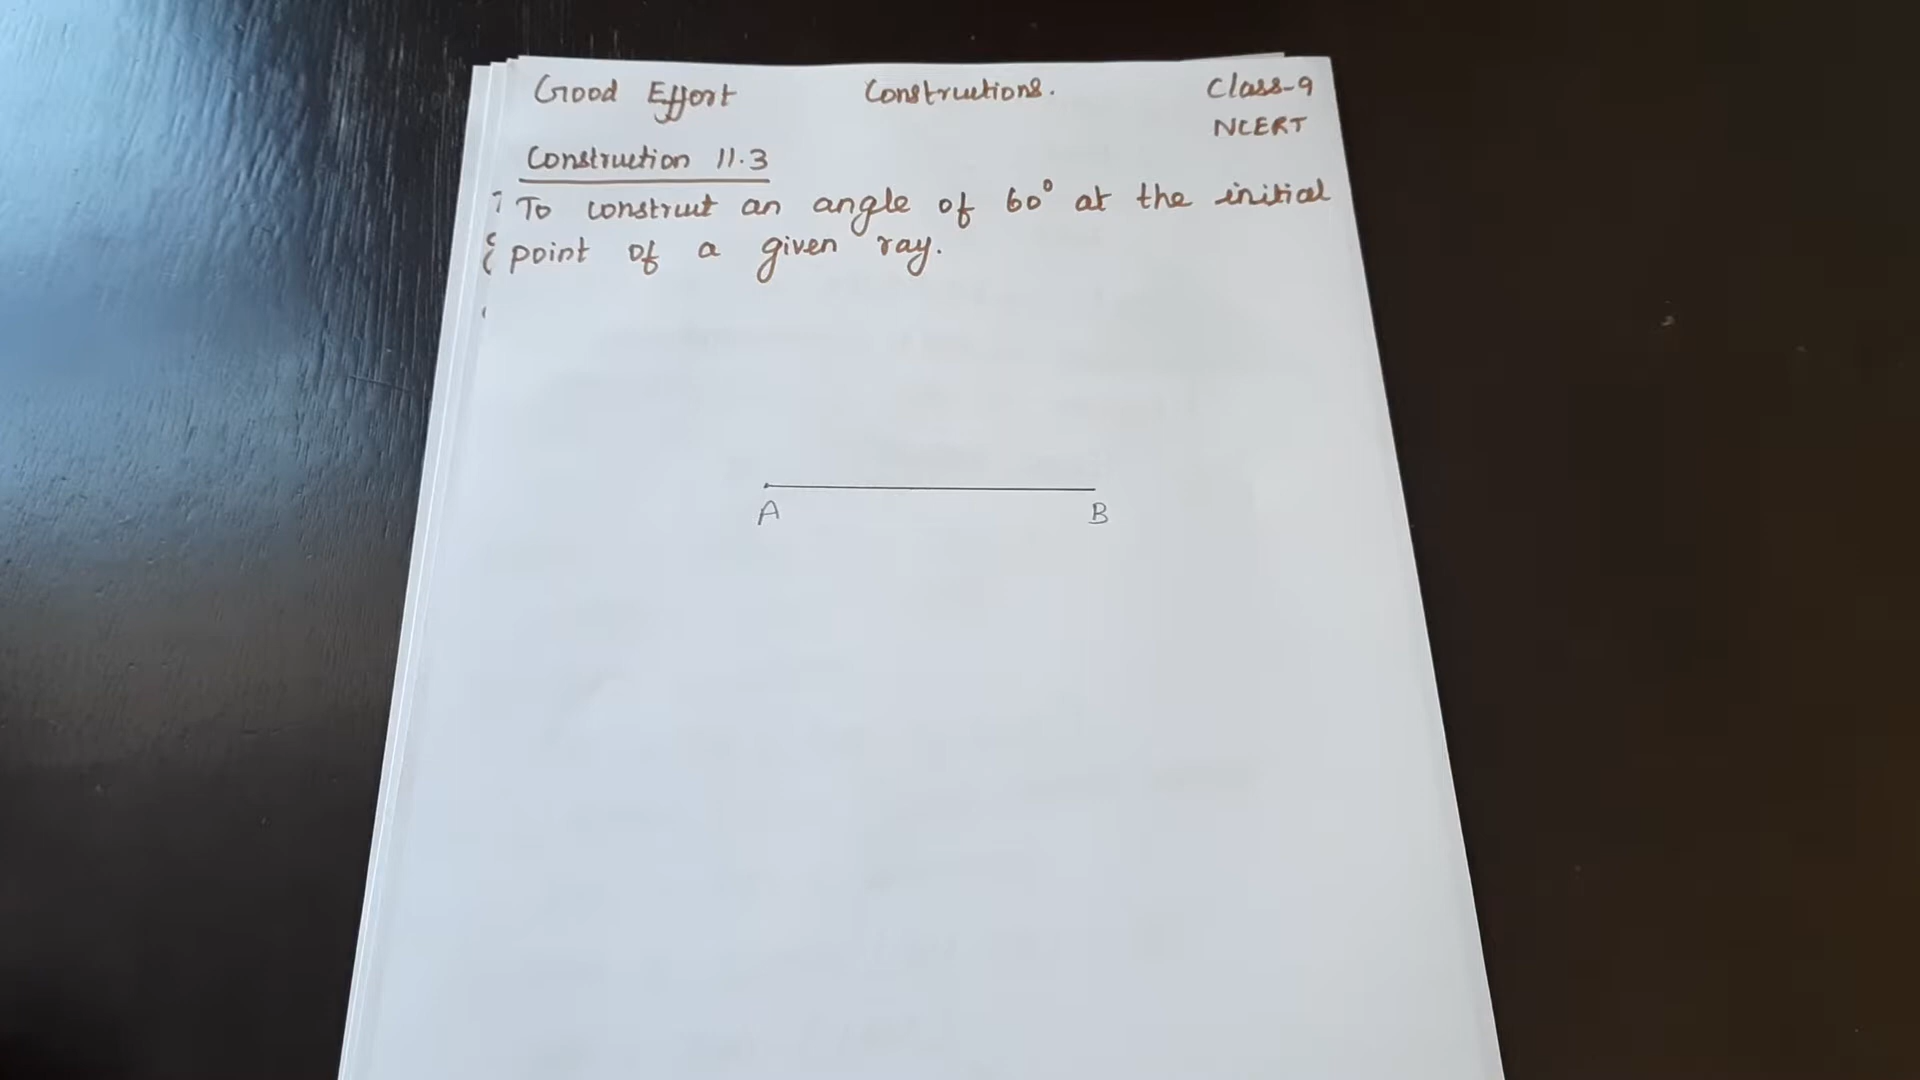 Good Effort Constructions. Class-9
NCERT
Construction 11.3
To construct an angle of 60° at the initial
point of a given ray.
A B